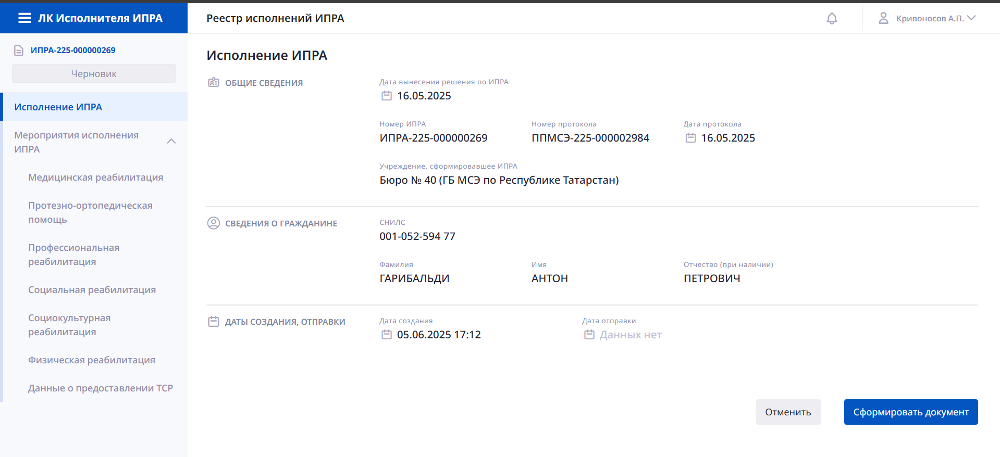 ЛК Исполнителя ИПРА
Реестр исполнений ИПРА
Кривоносов А.П.
ИПРА-225-000000269
Черновик
Исполнение ИПРА
Мероприятия исполнения
ИПРА
Медицинская реабилитация
Протезно-ортопедическая
помощь
Профессиональная
реабилитация
Социальная реабилитация
Социокультурная
реабилитация
Физическая реабилитация
Данные о предоставлении ТСР
Исполнение ИПРА
ОБЩИЕ СВЕДЕНИЯ
Дата вынесения решения по ИПРА
16.05.2025
Номер ИПРА
ИПРА-225-000000269
Номер протокола
ППМСЭ-225-000002984
Дата протокола
16.05.2025
Учреждение, сформировавшее ИПРА
Бюро № 40 (ГБ МСЭ по Республике Татарстан)
СВЕДЕНИЯ О ГРАЖДАНИНЕ
СНИЛС
001-052-594 77
Фамилия
ГАРИБАЛЬДИ
Имя
АНТОН
Отчество (при наличии)
ПЕТРОВИЧ
ДАТЫ СОЗДАНИЯ, ОТПРАВКИ
Дата создания
05.06.2025 17:12
Дата отправки
Данных нет
Отменить
Сформировать документ